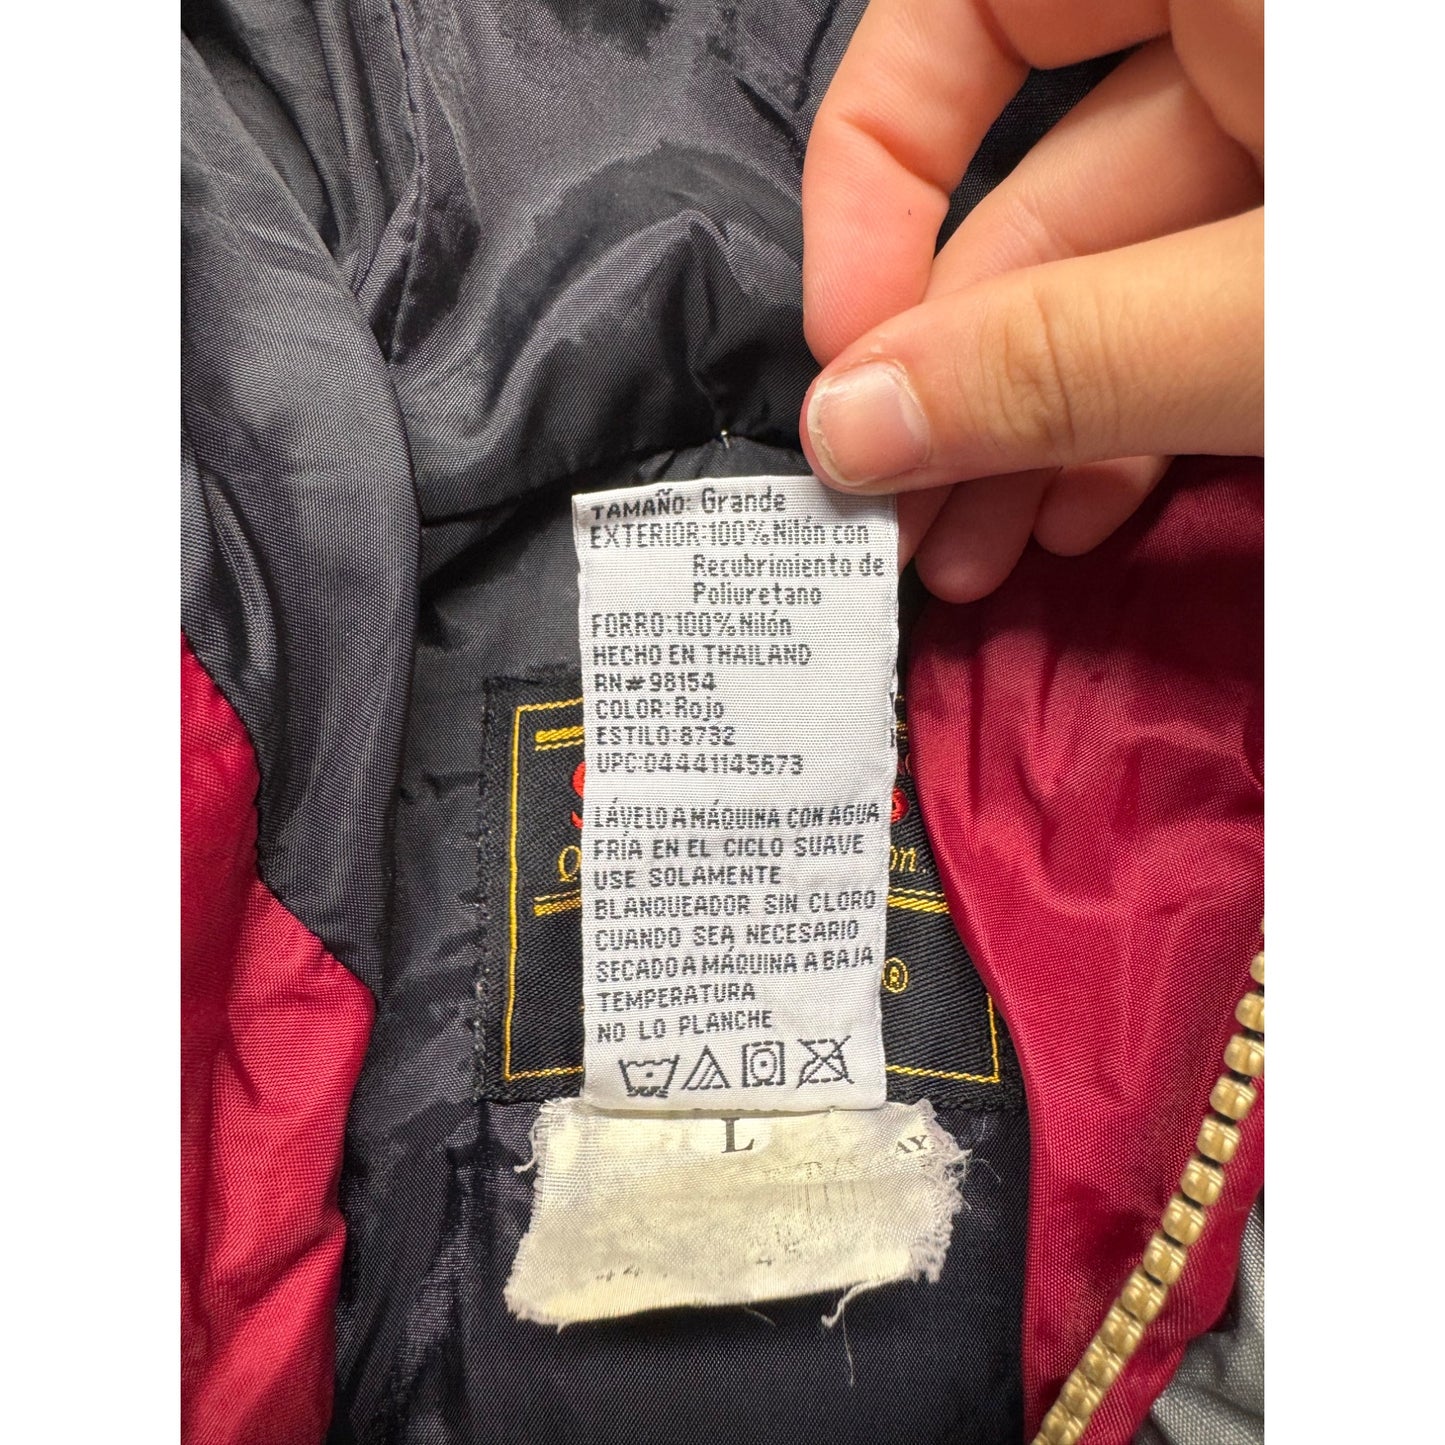 TAMAÑO: Grande
EXTERIOR:100% Nilón con
Recubrimiento de
Poliuretano
FORRO:100% Nilón
HECHO EN THAILAND
RN#98154
COLOR: Rojo
ESTILO:8732
UPC:04441145673
LÁVELO A MÁQUINA CON AGUA
FRÍA EN EL CICLO SUAVE
USE SOLAMENTE
BLANQUEADOR SIN CLORO
CUANDO SEA NECESARIO
SECADO A MÁQUINA A BAJA
TEMPERATURA
NO LO PLANCHE
®
L